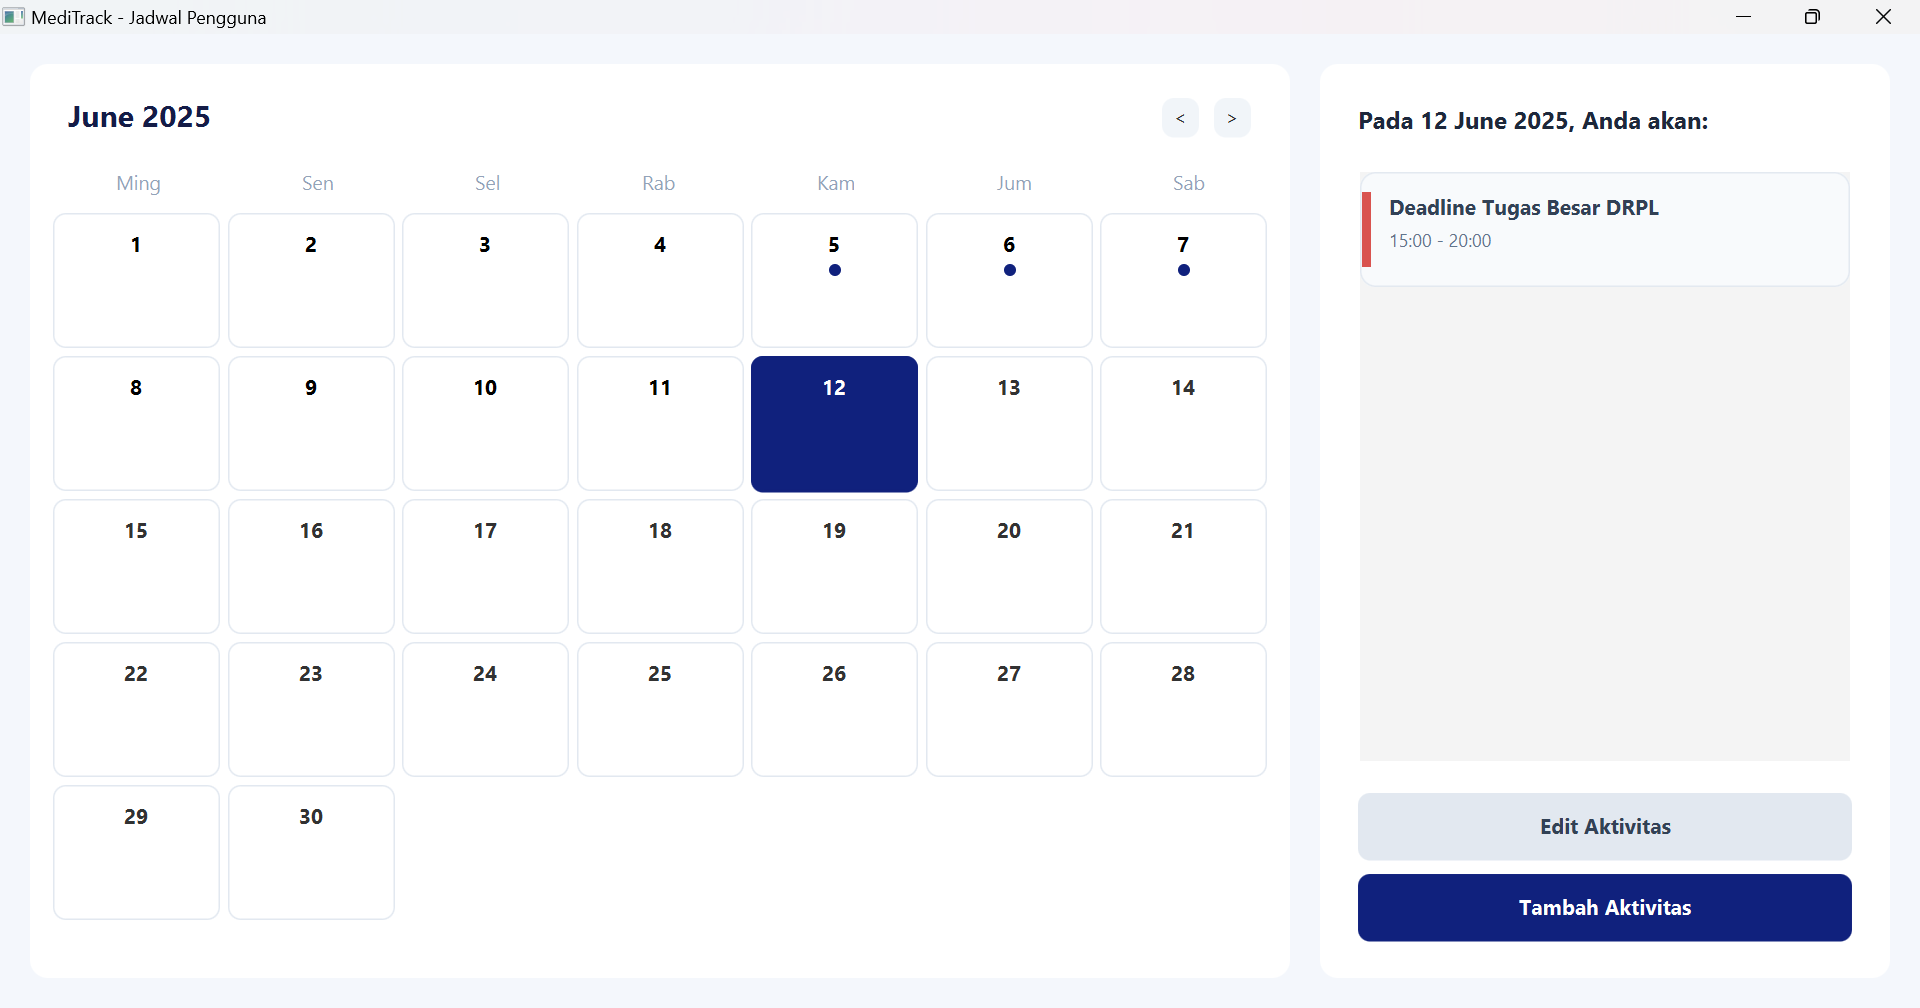 MediTrack - Jadwal Pengguna
June 2025
< >
Ming Sen Sel Rab Kam Jum Sab
1 2 3 4 5 6 7
8 9 10 11 12 13 14
15 16 17 18 19 20 21
22 23 24 25 26 27 28
29 30
Pada 12 June 2025, Anda akan:
Deadline Tugas Besar DRPL
15:00 - 20:00
Edit Aktivitas
Tambah Aktivitas